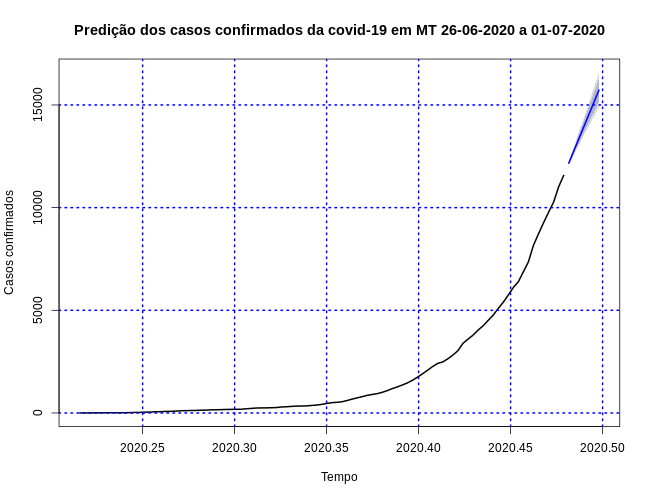 Predição dos casos confirmados da covid-19 em MT 26-06-2020 a 01-07-2020
Casos confirmados
15000
10000
5000
0
2020.25 2020.30 2020.35 2020.40 2020.45 2020.50
Tempo